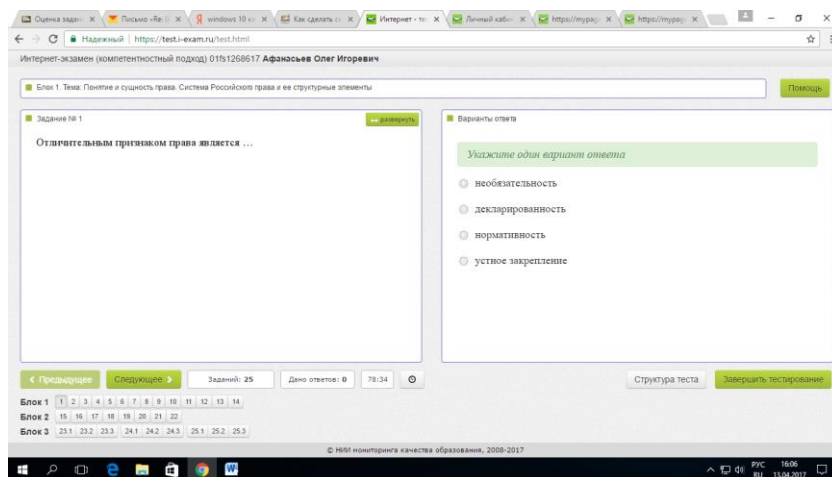 Оценка задан
Письмо «Re:
windows 10
Как сделать
Интернет - те
Личный каби
https://mypag
https://mypag
Надежный | https://test.i-exam.ru/test.html
Интернет-экзамен (компетентностный подход) 01fs1268617 Афанасьев Олег Игоревич
Блок 1. Тема: Понятие и сущность права. Система Российского права и ее структурные элементы
Помощь
Задание № 1
развернуть
Отличительным признаком права является …
Варианты ответа
Укажите один вариант ответа
необязательность
декларированность
нормативность
устное закрепление
Предыдущее
Следующее
Заданий: 25
Дано ответов: 0
78:34
Структура теста
Завершить тестирование
Блок 1 1 2 3 4 5 6 7 8 9 10 11 12 13 14
Блок 2 15 16 17 18 19 20 21 22
Блок 3 23.1 23.2 23.3 24.1 24.2 24.3 25.1 25.2 25.3
© НИИ мониторинга качества образования, 2008-2017
РУС 16:06
RU 13.04.2017